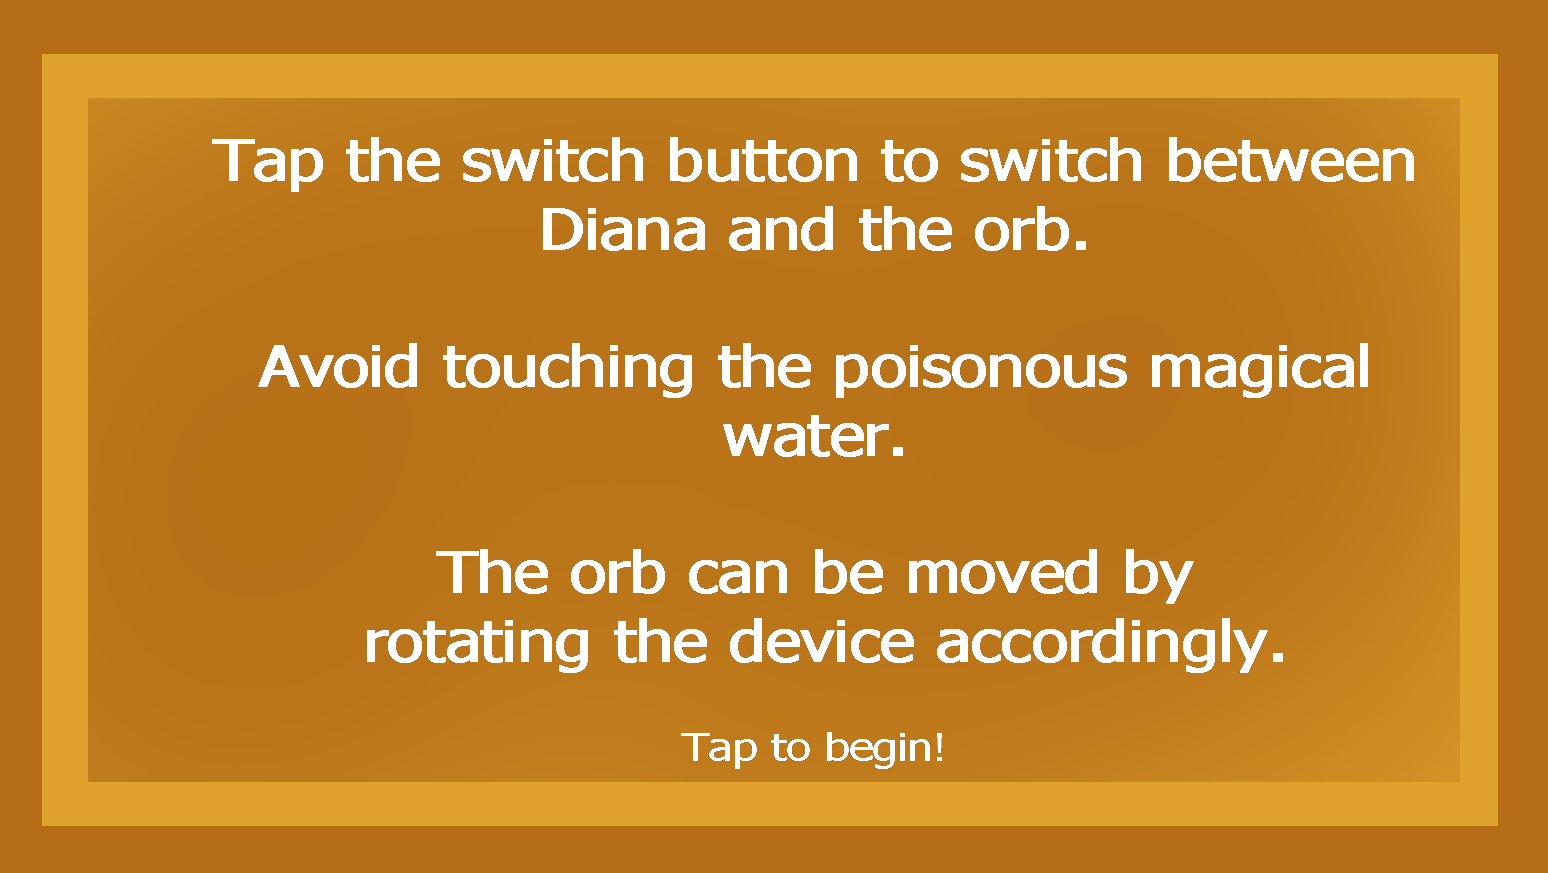 Tap the switch button to switch between
Diana and the orb.
Avoid touching the poisonous magical
water.
The orb can be moved by
rotating the device accordingly.
Tap to begin!